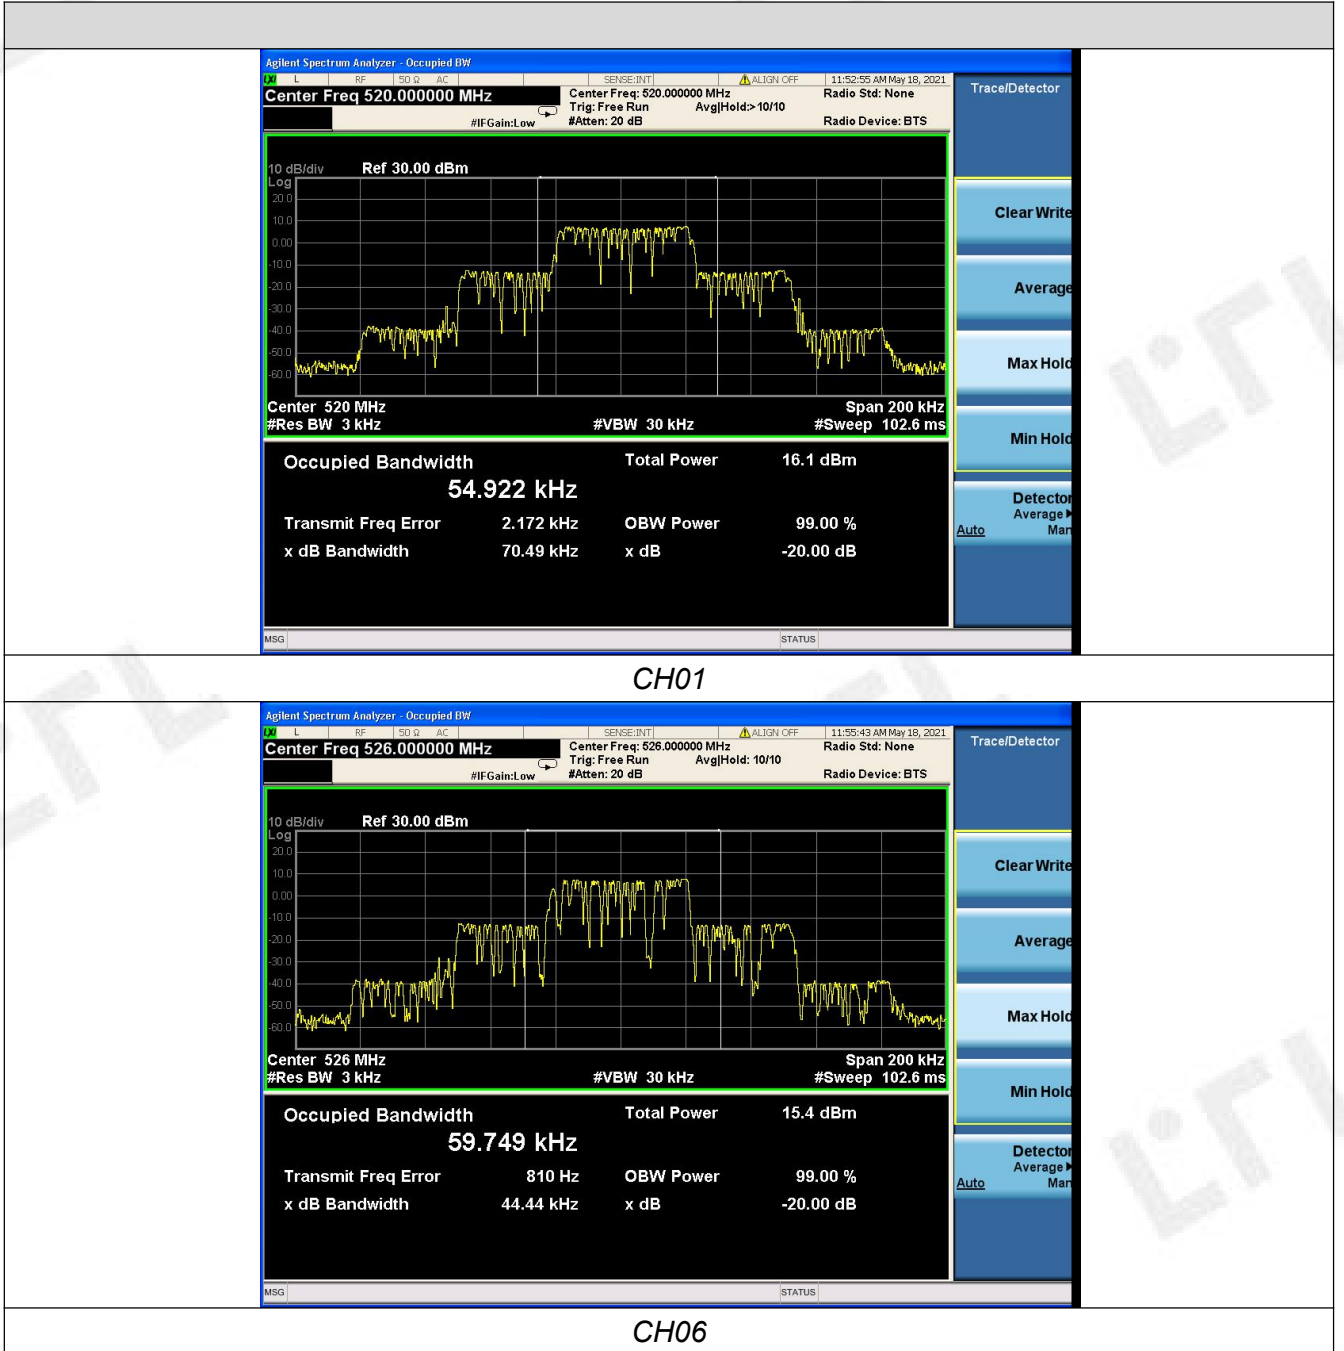 Agilent Spectrum Analyzer - Occupied BW
LXI L RF 50 Ω AC SENSE:INT ALIGN OFF 11:52:55 AM May 18, 2021
Center Freq 520.000000 MHz Center Freq: 520.000000 MHz Radio Std: None Trace/Detector
Trig: Free Run Avg|Hold:> 10/10
#IFGain:Low #Atten: 20 dB Radio Device: BTS
10 dB/div Ref 30.00 dBm
Log
20.0
10.0
0.00
-10.0
-20.0
-30.0
-40.0
-50.0
-60.0
Clear Write
Average
Max Hold
Min Hold
Detector
Average
Auto Man
Center 520 MHz Span 200 kHz
#Res BW 3 kHz #VBW 30 kHz #Sweep 102.6 ms
Occupied Bandwidth Total Power 16.1 dBm
54.922 kHz
Transmit Freq Error 2.172 kHz OBW Power 99.00 %
x dB Bandwidth 70.49 kHz x dB -20.00 dB
MSG STATUS
CH01
Agilent Spectrum Analyzer - Occupied BW
LXI L RF 50 Ω AC SENSE:INT ALIGN OFF 11:55:43 AM May 18, 2021
Center Freq 526.000000 MHz Center Freq: 526.000000 MHz Radio Std: None Trace/Detector
Trig: Free Run Avg|Hold: 10/10
#IFGain:Low #Atten: 20 dB Radio Device: BTS
10 dB/div Ref 30.00 dBm
Log
20.0
10.0
0.00
-10.0
-20.0
-30.0
-40.0
-50.0
-60.0
Clear Write
Average
Max Hold
Min Hold
Detector
Average
Auto Man
Center 526 MHz Span 200 kHz
#Res BW 3 kHz #VBW 30 kHz #Sweep 102.6 ms
Occupied Bandwidth Total Power 15.4 dBm
59.749 kHz
Transmit Freq Error 810 Hz OBW Power 99.00 %
x dB Bandwidth 44.44 kHz x dB -20.00 dB
MSG STATUS
CH06